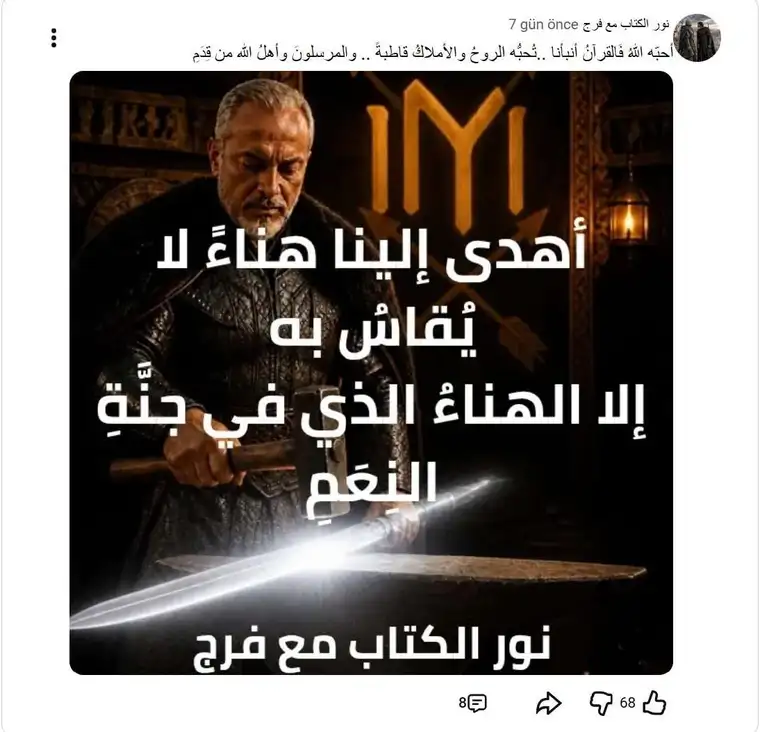 نور الكتاب مع فرج 7 gün önce
أحبّه اللهُ فَالقرآنُ أنبأنا ..تُحبُّه الروحُ والأملاكُ قاطبةً .. والمرسلونَ وأهلُ الله من قِدَمِ
أهدى إلينا هناءً لا
يُقاسُ به
إلا الهناءُ الذي في جنَّةِ
النِعَمِ
نور الكتاب مع فرج
68
8